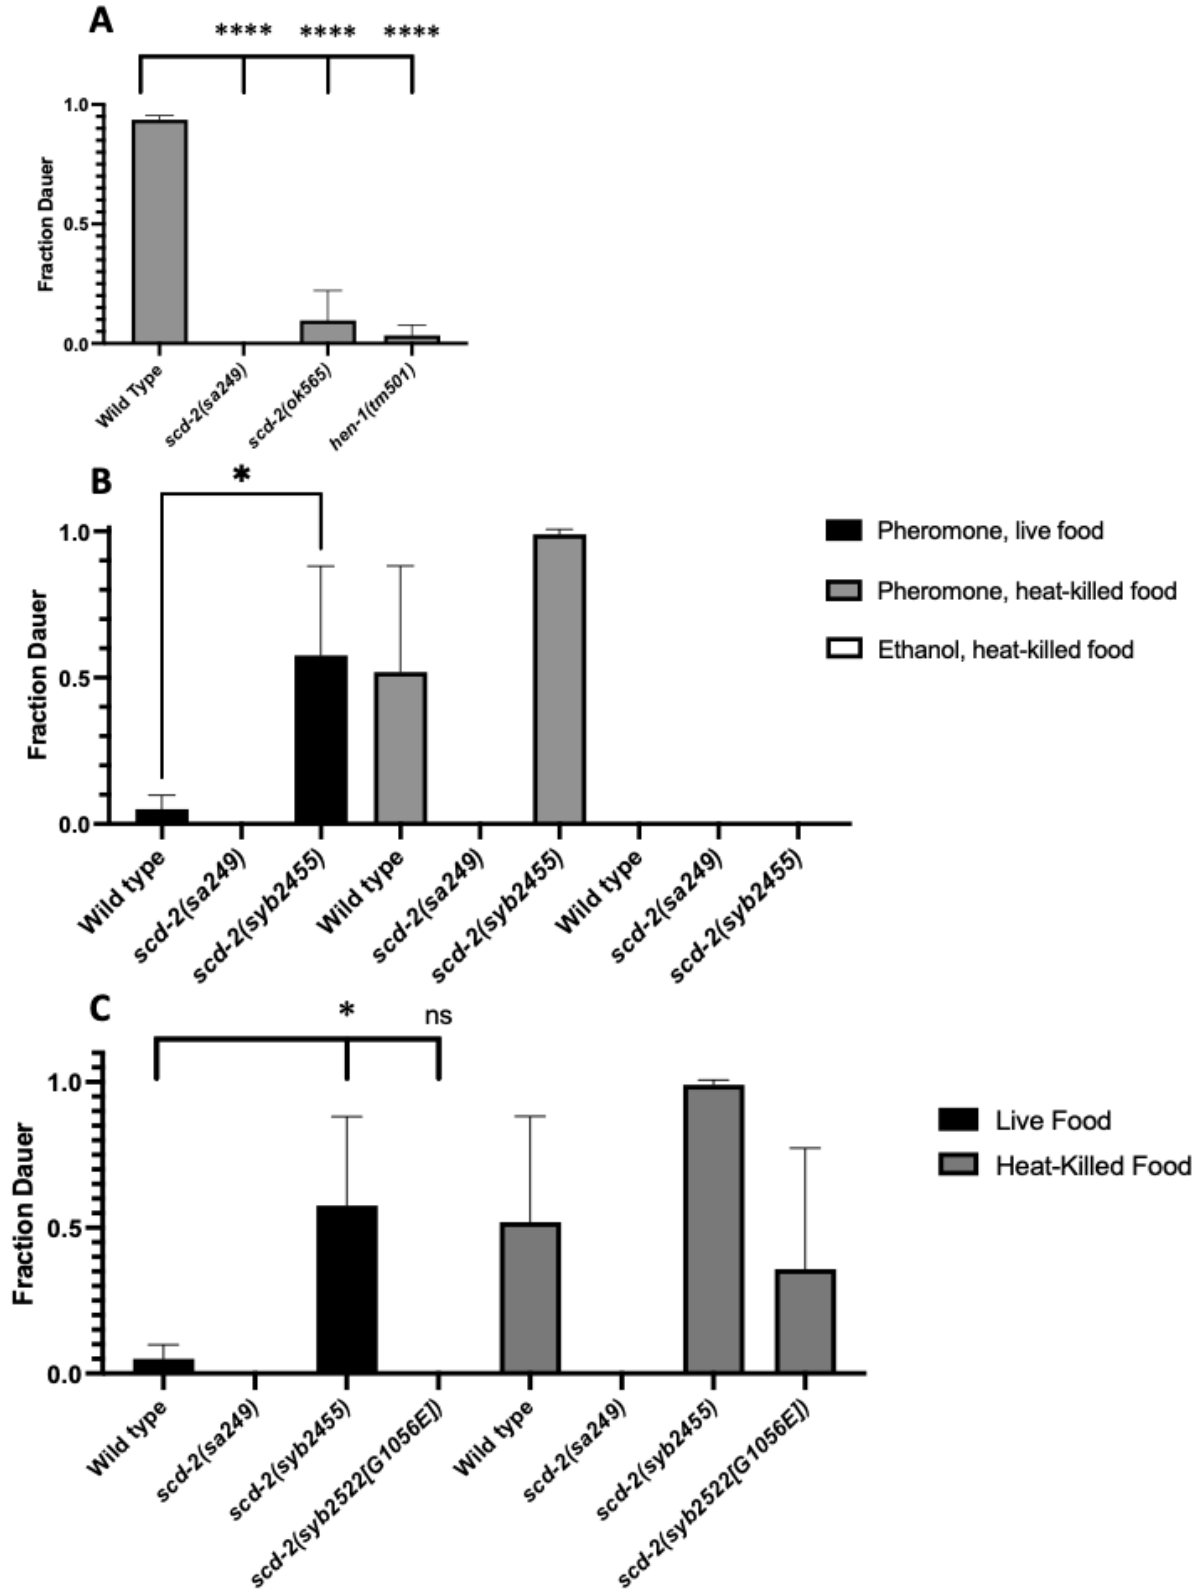 A
**** **** ****
1.0
0.5
0.0
Fraction Dauer
Wild Type
scd-2(sa249)
scd-2(ok565)
hen-1(tm501)
B
*
1.0
0.5
0.0
Fraction Dauer
Wild type
scd-2(sa249)
scd-2(syb2455)
Wild type
scd-2(sa249)
scd-2(syb2455)
Wild type
scd-2(sa249)
scd-2(syb2455)
Pheromone, live food
Pheromone, heat-killed food
Ethanol, heat-killed food
C
* ns
1.0
0.5
0.0
Fraction Dauer
Wild type
scd-2(sa249)
scd-2(syb2455)
scd-2(syb2522[G1056E])
Wild type
scd-2(sa249)
scd-2(syb2455)
scd-2(syb2522[G1056E])
Live Food
Heat-Killed Food